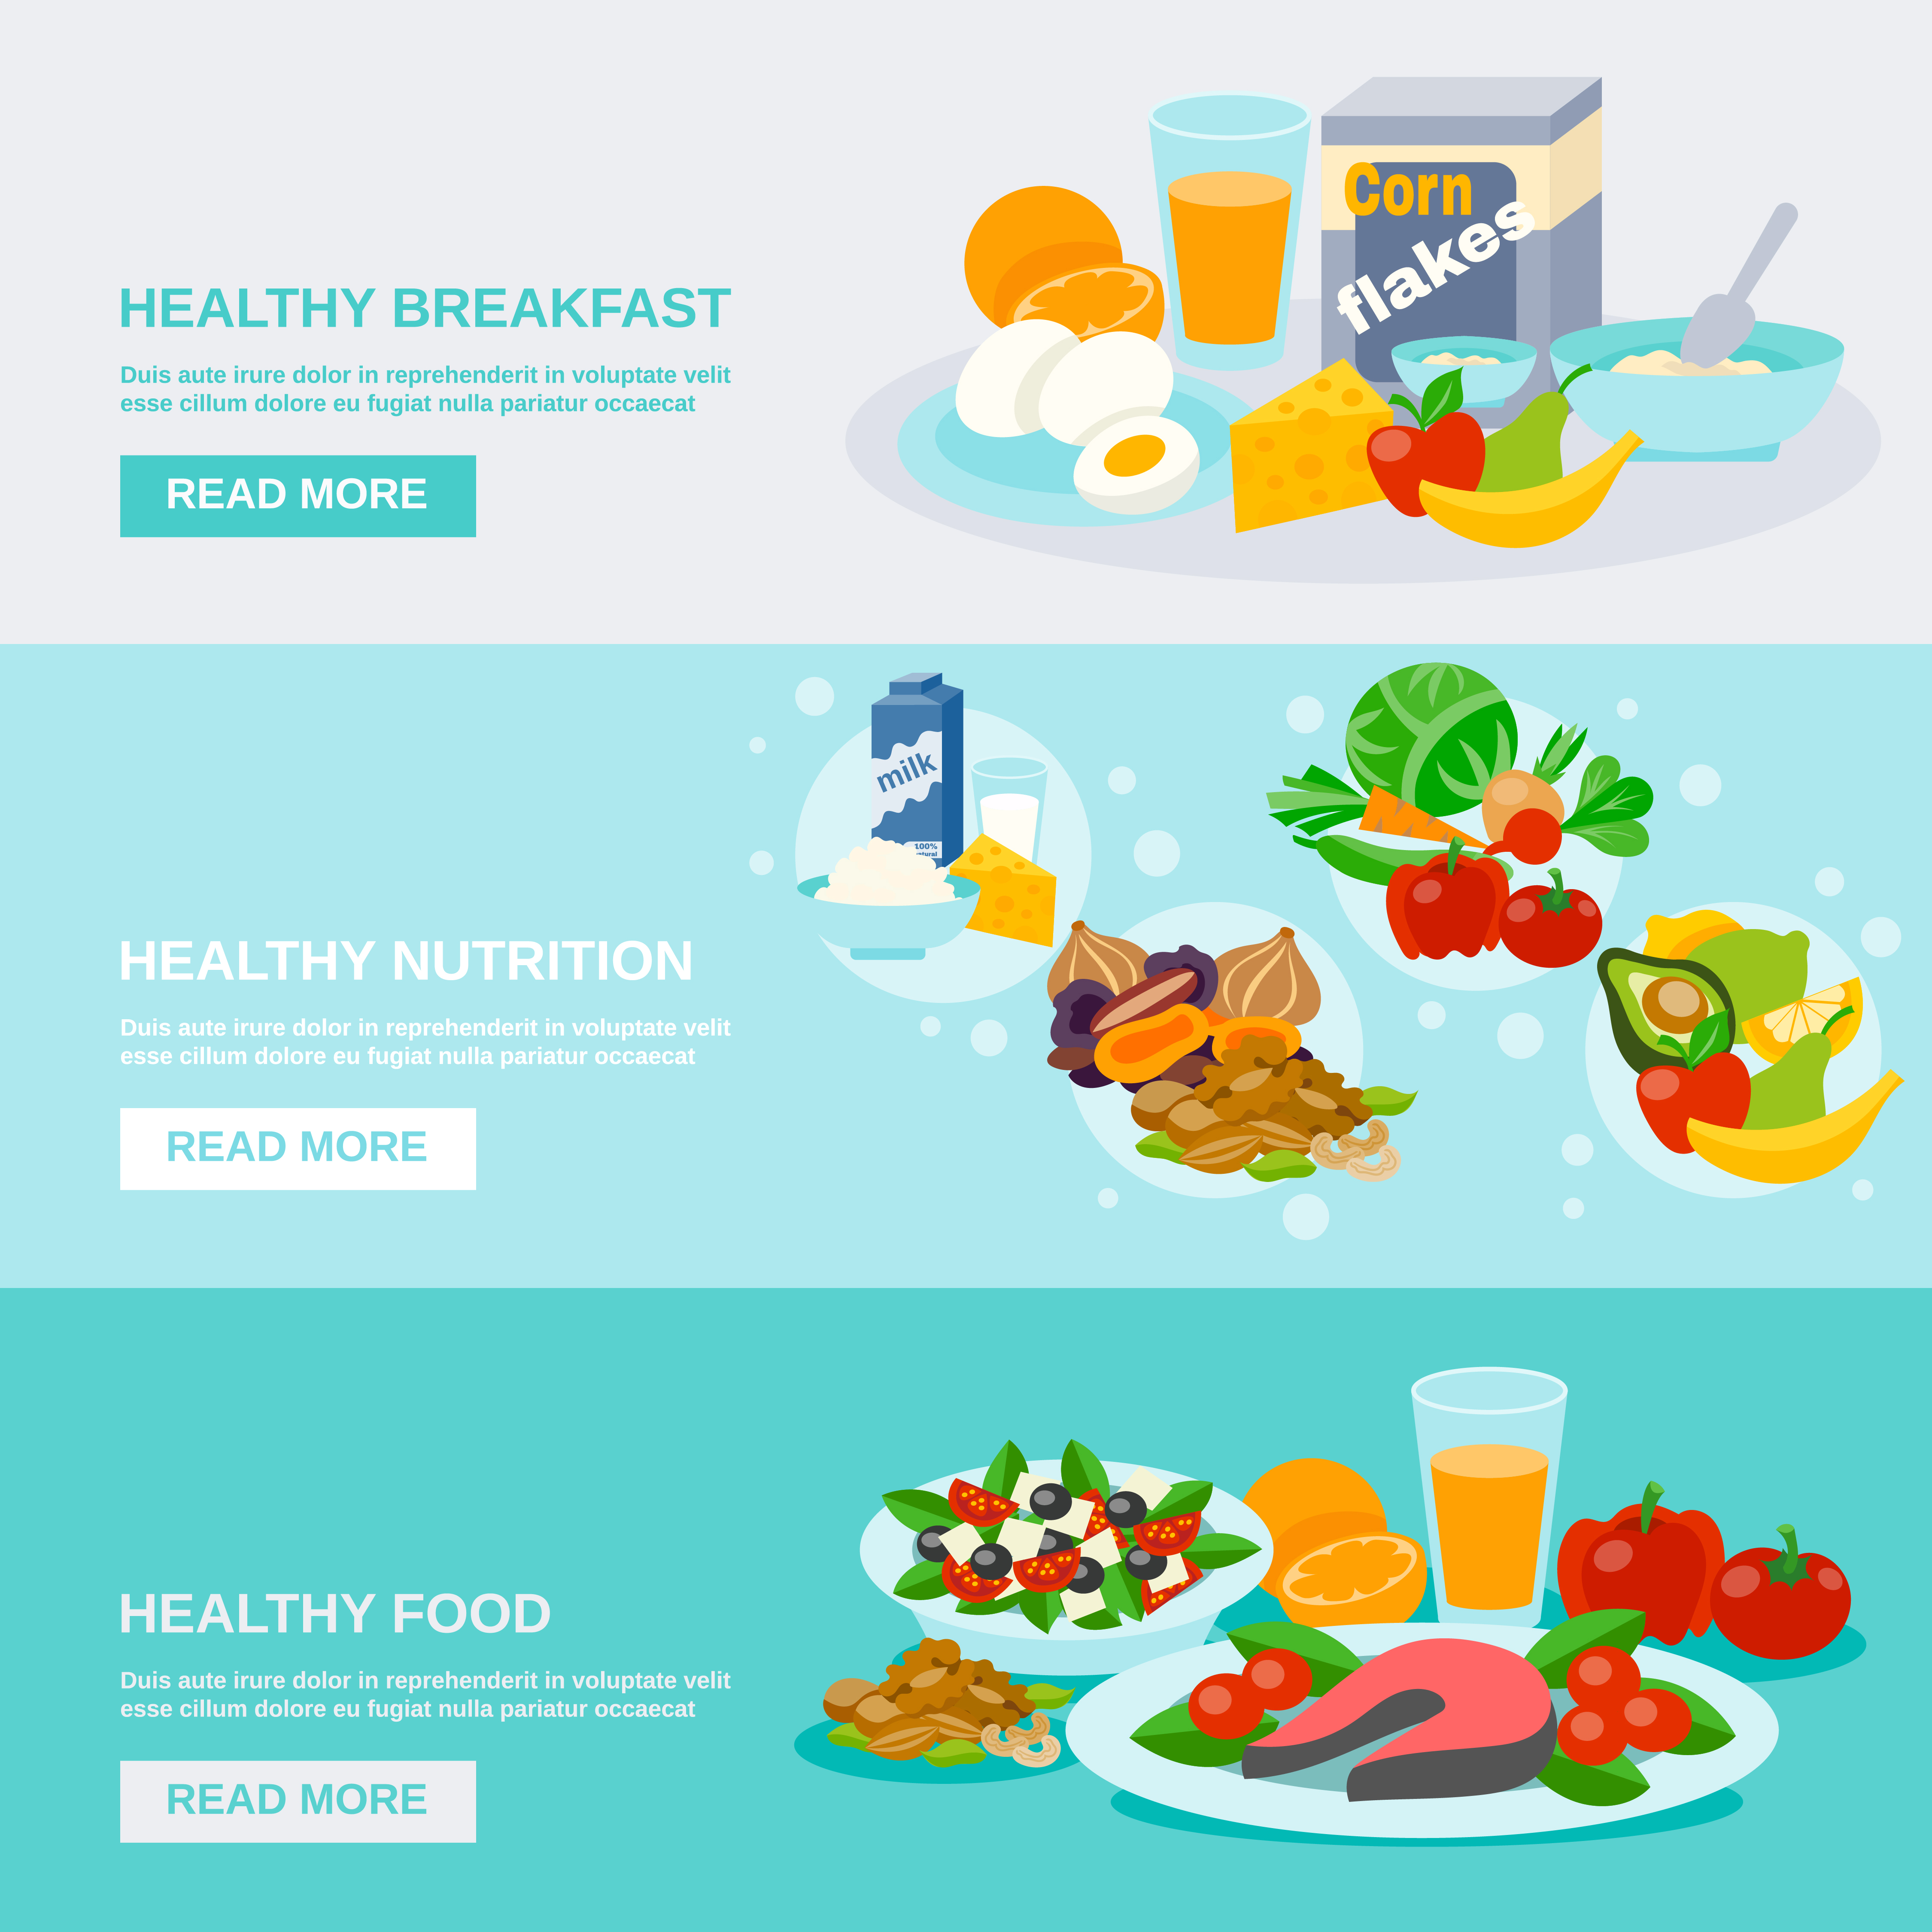 HEALTHY BREAKFAST
Duis aute irure dolor in reprehenderit in voluptate velit
esse cillum dolore eu fugiat nulla pariatur occaecat
READ MORE
Corn
flakes
HEALTHY NUTRITION
Duis aute irure dolor in reprehenderit in voluptate velit
esse cillum dolore eu fugiat nulla pariatur occaecat
READ MORE
milk
100%
HEALTHY FOOD
Duis aute irure dolor in reprehenderit in voluptate velit
esse cillum dolore eu fugiat nulla pariatur occaecat
READ MORE